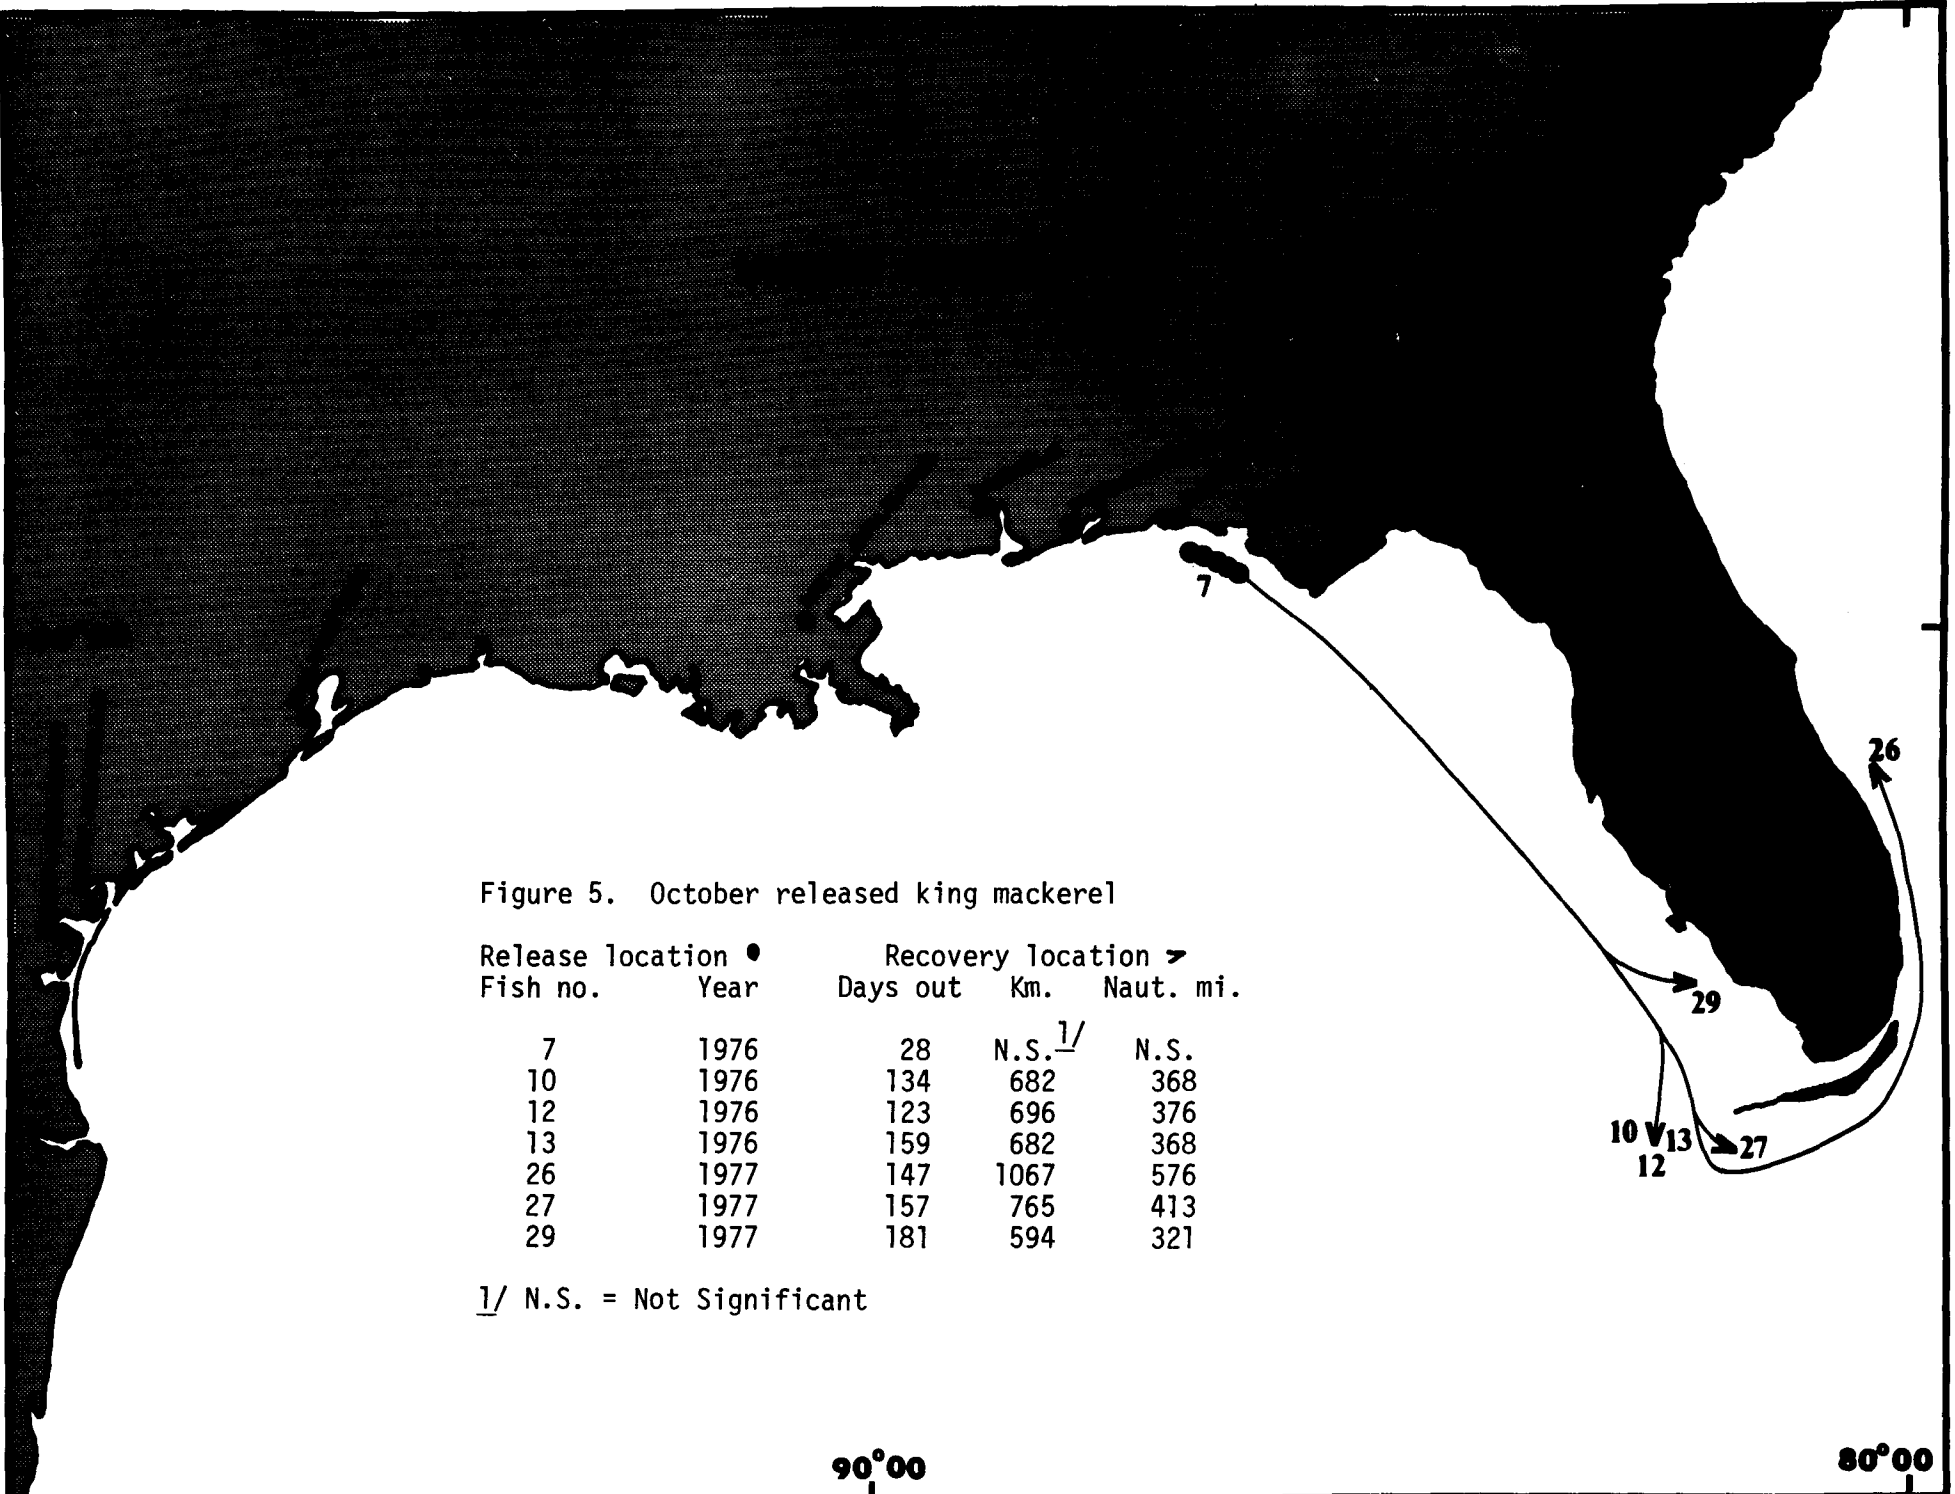 7
26
Figure 5. October released king mackerel
Release location ● Recovery location >
Fish no. Year Days out Km. Naut. mi.
7 1976 28 N.S. 1/ N.S.
10 1976 134 682 368
12 1976 123 696 376
13 1976 159 682 368
26 1977 147 1067 576
27 1977 157 765 413
29 1977 181 594 321
1/ N.S. = Not Significant
29
10 13 27
12
90°00 80°00